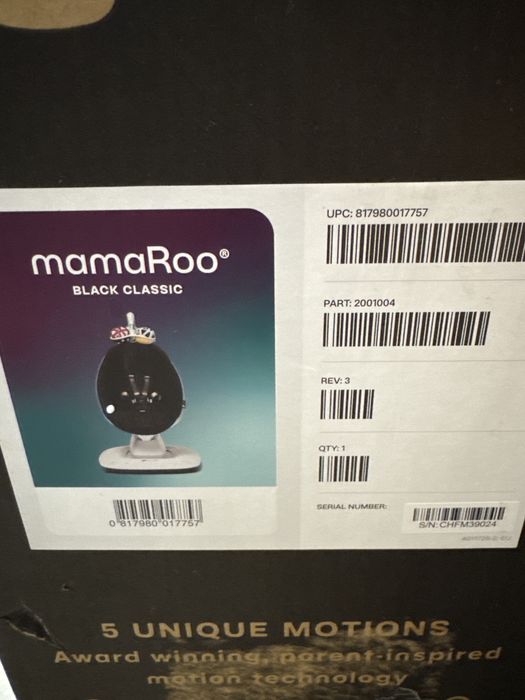 mamaRoo®
BLACK CLASSIC
0 817980 017757
UPC: 817980017757
PART: 2001004
REV: 3
QTY: 1
SERIAL NUMBER:
S/N:CHFM39024
5 UNIQUE MOTIONS
Award winning, parent-inspired
motion technology